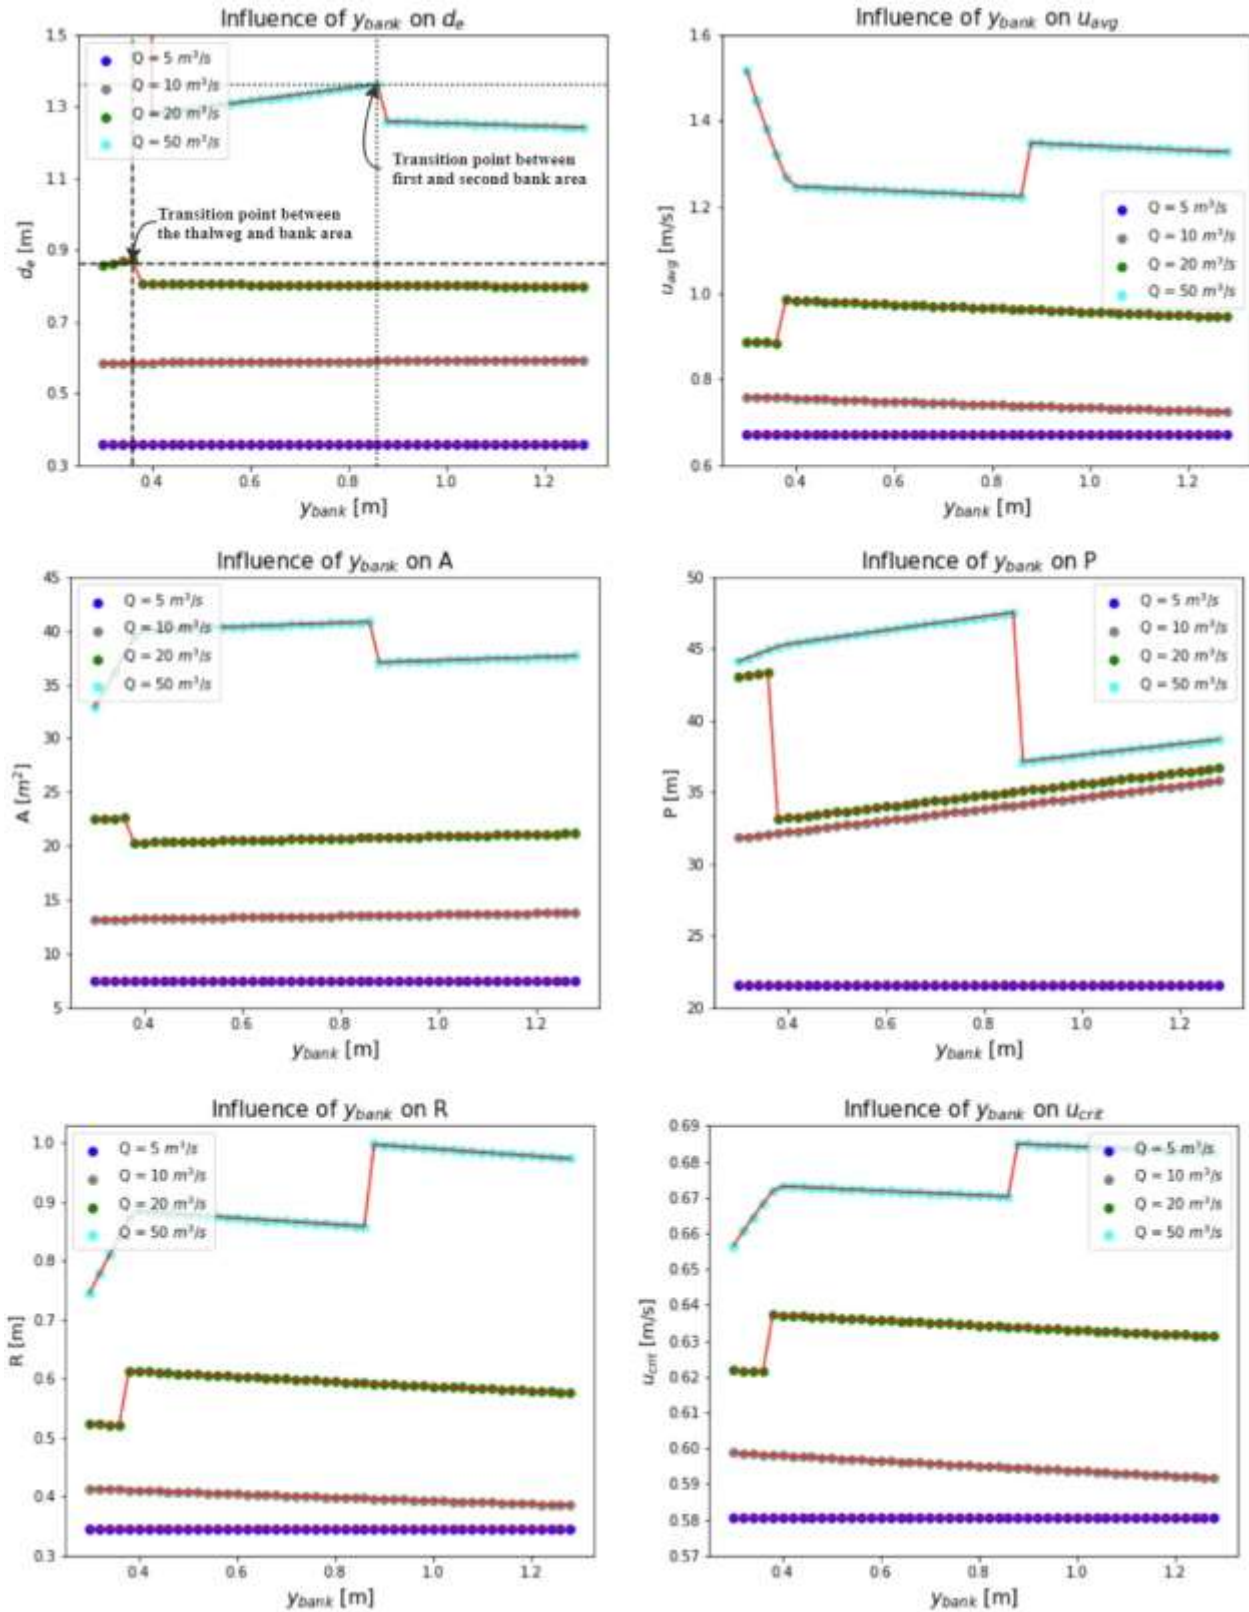 Influence of y_bank on d_e
1.5
1.3
1.1
0.9
0.7
0.5
0.3
d_e [m]
Q = 5 m³/s
Q = 10 m³/s
Q = 20 m³/s
Q = 50 m³/s
Transition point between
first and second bank area
Transition point between
the thalweg and bank area
0.4 0.6 0.8 1.0 1.2
y_bank [m]
Influence of y_bank on u_avg
1.6
1.4
1.2
1.0
0.8
0.6
u_avg [m/s]
Q = 5 m³/s
Q = 10 m³/s
Q = 20 m³/s
Q = 50 m³/s
0.4 0.6 0.8 1.0 1.2
y_bank [m]
Influence of y_bank on A
45
40
35
30
25
20
15
10
5
A [m²]
Q = 5 m³/s
Q = 10 m³/s
Q = 20 m³/s
Q = 50 m³/s
0.4 0.6 0.8 1.0 1.2
y_bank [m]
Influence of y_bank on P
50
45
40
35
30
25
20
P [m]
Q = 5 m³/s
Q = 10 m³/s
Q = 20 m³/s
Q = 50 m³/s
0.4 0.6 0.8 1.0 1.2
y_bank [m]
Influence of y_bank on R
1.0
0.9
0.8
0.7
0.6
0.5
0.4
0.3
R [m]
Q = 5 m³/s
Q = 10 m³/s
Q = 20 m³/s
Q = 50 m³/s
0.4 0.6 0.8 1.0 1.2
y_bank [m]
Influence of y_bank on u_crit
0.69
0.68
0.67
0.66
0.65
0.64
0.63
0.62
0.61
0.60
0.59
0.58
0.57
u_crit [m/s]
Q = 5 m³/s
Q = 10 m³/s
Q = 20 m³/s
Q = 50 m³/s
0.4 0.6 0.8 1.0 1.2
y_bank [m]